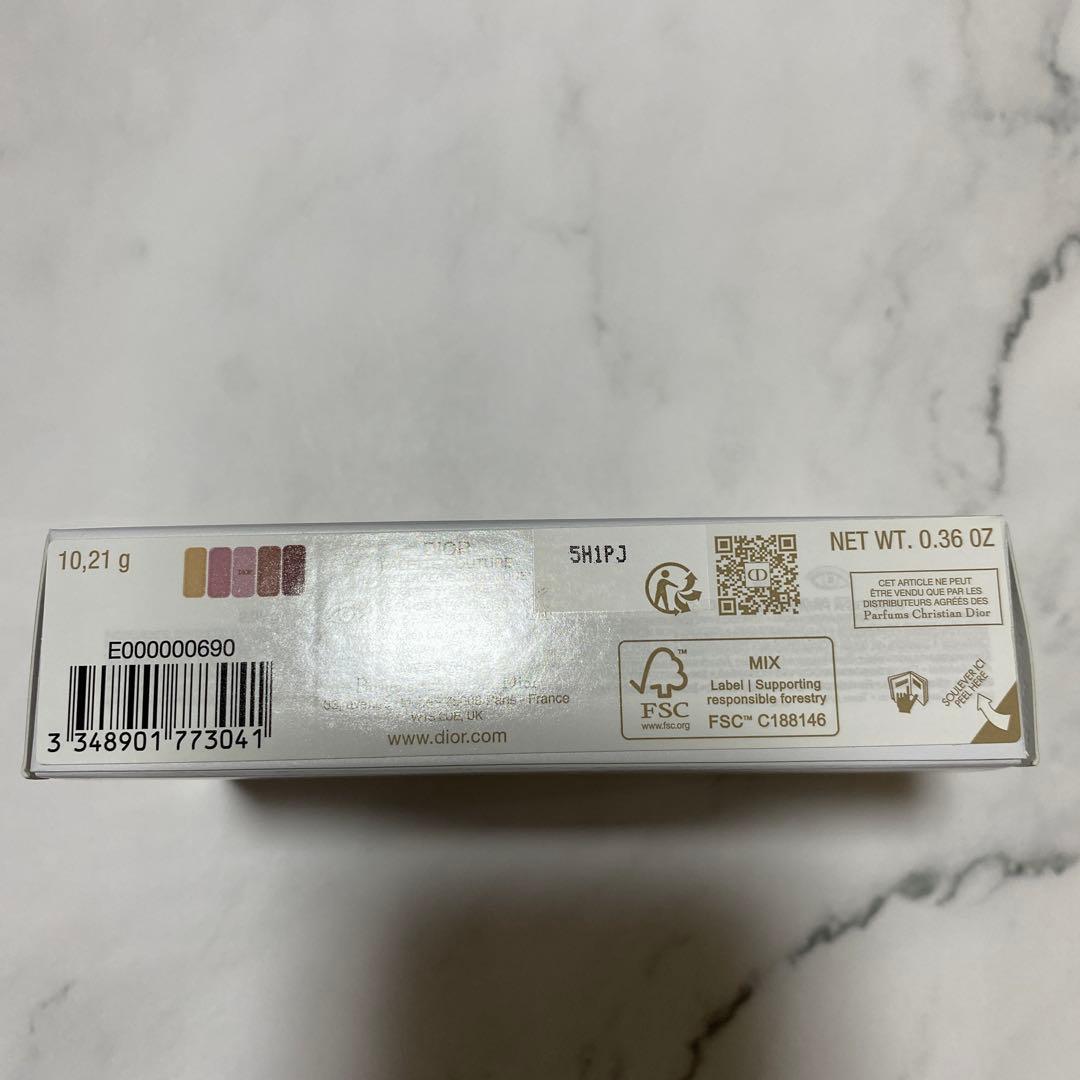 10,21 g
DIOR
DIOR
5H1PJ
CD
NET WT. 0.36 OZ
CET ARTICLE NE PEUT
ÊTRE VENDU QUE PAR LES
DISTRIBUTEURS AGRÉÉS DES
Parfums Christian Dior
E000000690
3 348901 773041
Paris - France
UK
www.dior.com
FSC
www.fsc.org
MIX
Label | Supporting
responsible forestry
FSC™ C188146
SOULEVER ICI
PEEL HERE